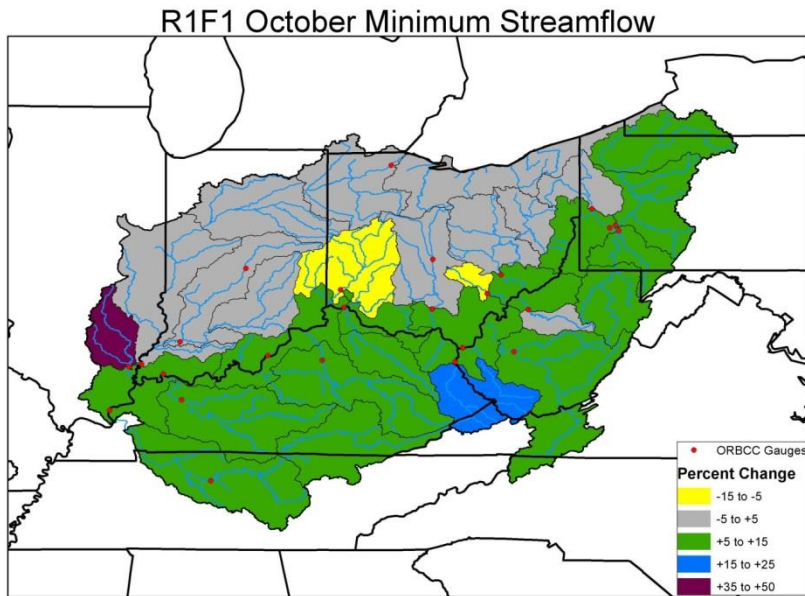 R1F1 October Minimum Streamflow
ORBCC Gauges
Percent Change
-15 to -5
-5 to +5
+5 to +15
+15 to +25
+35 to +50